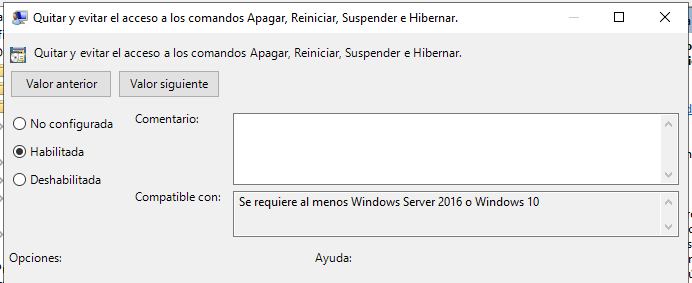 Quitar y evitar el acceso a los comandos Apagar, Reiniciar, Suspender e Hibernar.
Quitar y evitar el acceso a los comandos Apagar, Reiniciar, Suspender e Hibernar.
Valor anterior
Valor siguiente
No configurada
Comentario:
Habilitada
Deshabilitada
Compatible con:
Se requiere al menos Windows Server 2016 o Windows 10
Opciones:
Ayuda: